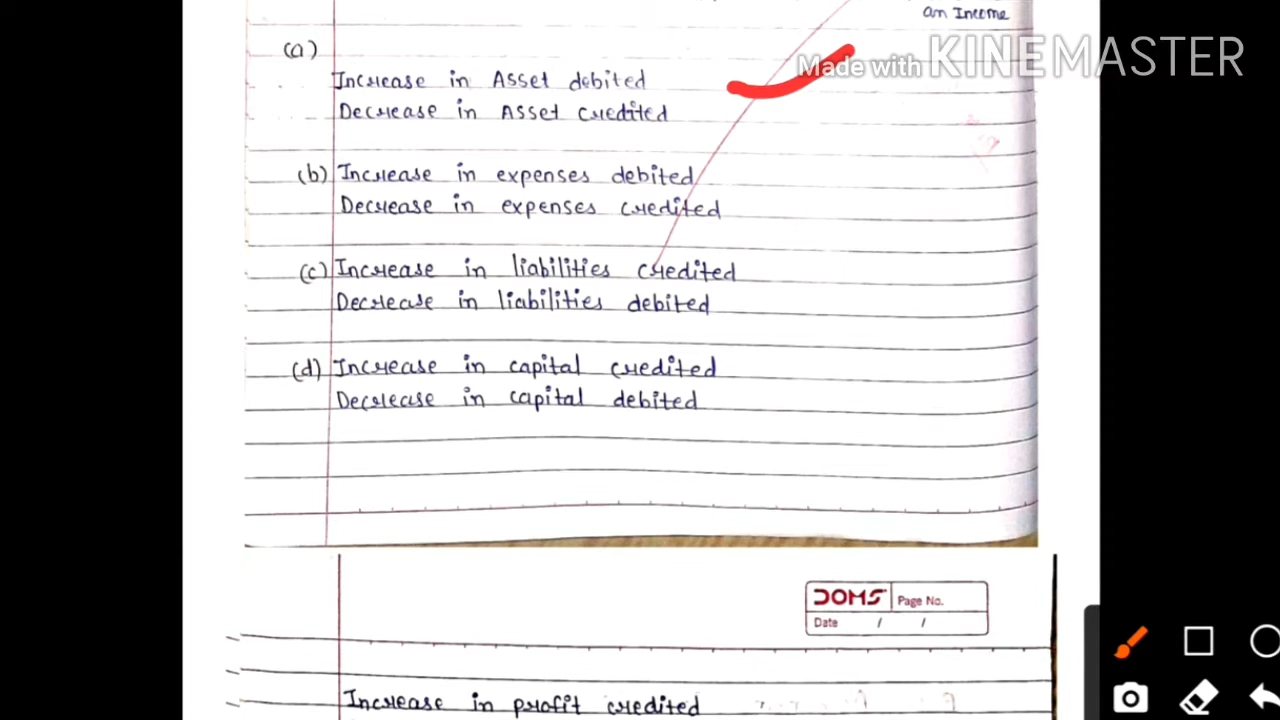 an Income
Made with KINEMASTER
(a)
Increase in Asset debited
Decrease in Asset credited
(b) Increase in expenses debited
Decrease in expenses credited
(c) Increase in liabilities credited
Decrease in liabilities debited
(d) Increase in capital credited
Decrease in capital debited
DOMS Page No.
Date / /
Increase in profit credited